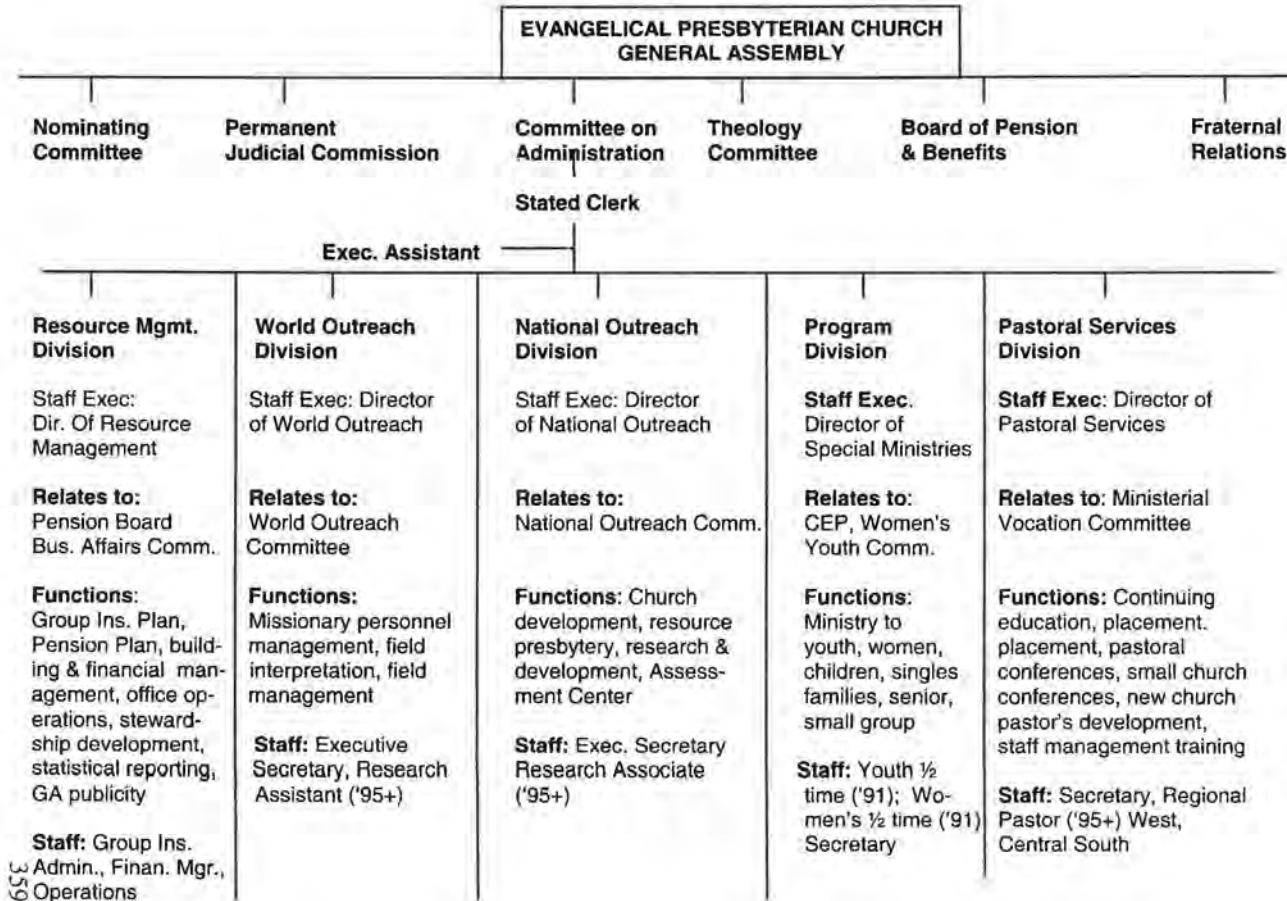 EVANGELICAL PRESBYTERIAN CHURCH
GENERAL ASSEMBLY
Nominating
Committee
Permanent
Judicial Commission
Committee on
Administration
Theology
Committee
Board of Pension
& Benefits
Fraternal
Relations
Stated Clerk
Exec. Assistant
Resource Mgmt.
Division
Staff Exec:
Dir. Of Resource
Management
Relates to:
Pension Board
Bus. Affairs Comm.
Functions:
Group Ins. Plan,
Pension Plan, build-
ing & financial man-
agement, office op-
erations, steward-
ship development,
statistical reporting,
GA publicity
Staff: Group Ins.
Admin., Finan. Mgr.,
Operations
World Outreach
Division
Staff Exec: Director
of World Outreach
Relates to:
World Outreach
Committee
Functions:
Missionary personnel
management, field
interpretation, field
management
Staff: Executive
Secretary, Research
Assistant ('95+)
National Outreach
Division
Staff Exec: Director
of National Outreach
Relates to:
National Outreach Comm.
Functions: Church
development, resource
presbytery, research &
development, Assess-
ment Center
Staff: Exec. Secretary
Research Associate
('95+)
Program
Division
Staff Exec.
Director of
Special Ministries
Relates to:
CEP, Women's
Youth Comm.
Functions:
Ministry to
youth, women,
children, singles
families, senior,
small group
Staff: Youth ½
time ('91); Wo-
men's ½ time ('91)
Secretary
Pastoral Services
Division
Staff Exec: Director of
Pastoral Services
Relates to: Ministerial
Vocation Committee
Functions: Continuing
education, placement.
placement, pastoral
conferences, small church
conferences, new church
pastor's development,
staff management training
Staff: Secretary, Regional
Pastor ('95+) West,
Central South
359